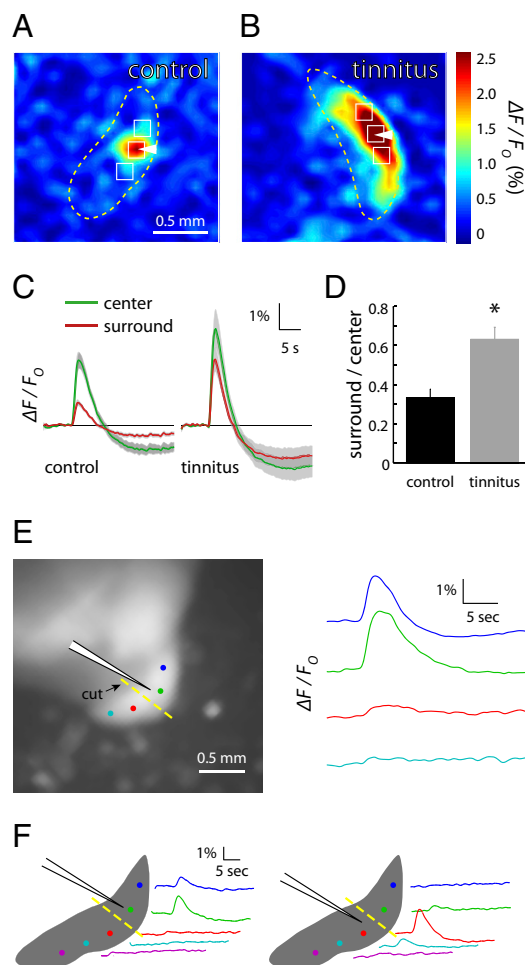 A
B
control
tinnitus
0.5 mm
2.5
2.0
1.5
1.0
0.5
0
ΔF / FO (%)
C
center
surround
1%
5 s
ΔF / FO
control
tinnitus
D
*
surround / center
0.8
0.6
0.4
0.2
0
control
tinnitus
E
cut
0.5 mm
1%
5 sec
ΔF / FO
F
1%
5 sec